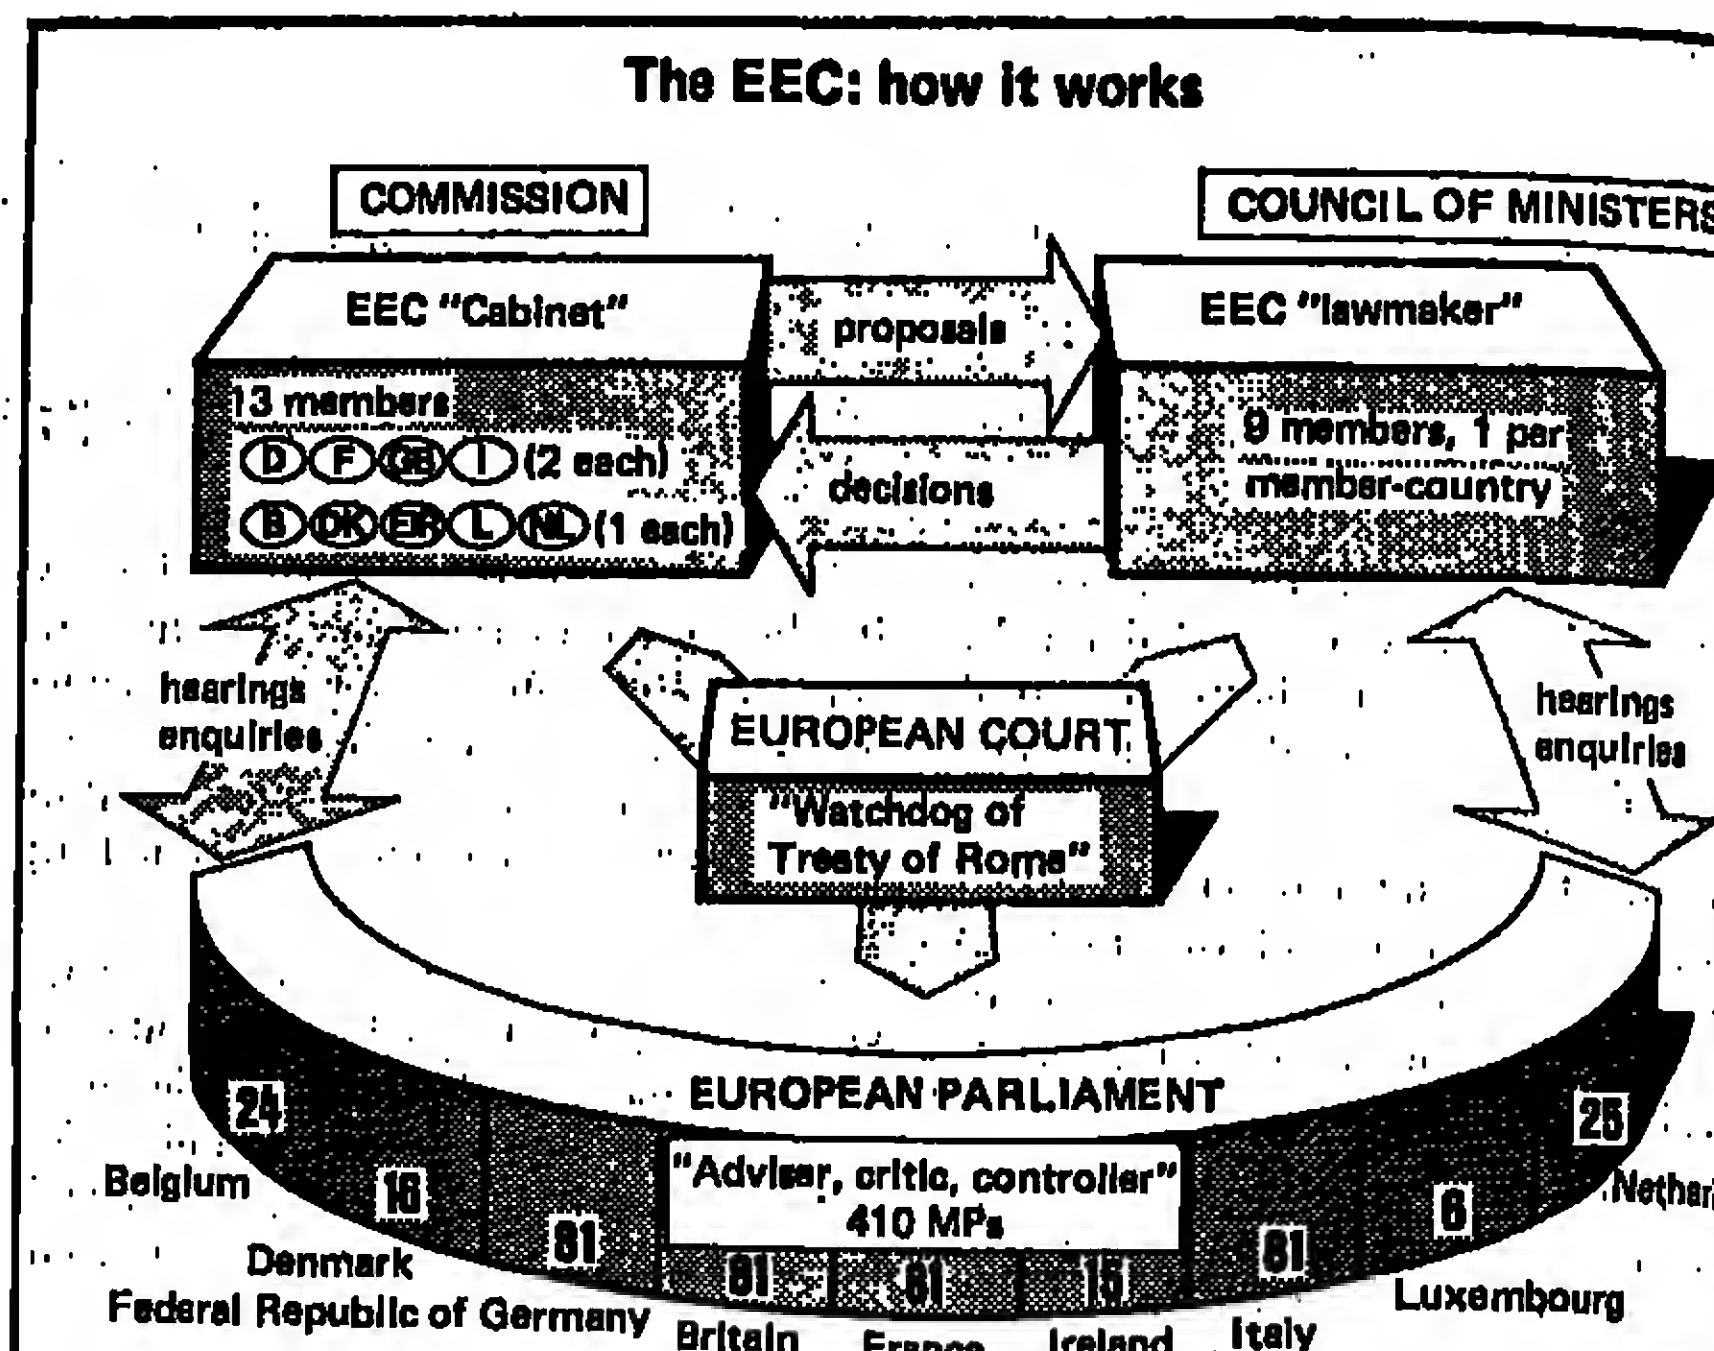 The EEC: how it works
COMMISSION
COUNCIL OF MINISTERS
EEC "Cabinet"
EEC "lawmaker"
proposals
13 members
D F GB I (2 each)
B DK EIR L NL (1 each)
decisions
9 members, 1 per
member-country
hearings
enquiries
hearings
enquiries
EUROPEAN COURT
"Watchdog of
Treaty of Rome"
EUROPEAN PARLIAMENT
"Adviser, critic, controller"
410 MPs
24
16
81
81
81
15
81
6
25
Belgium
Denmark
Federal Republic of Germany
Britain
France
Ireland
Italy
Luxembourg
Nether